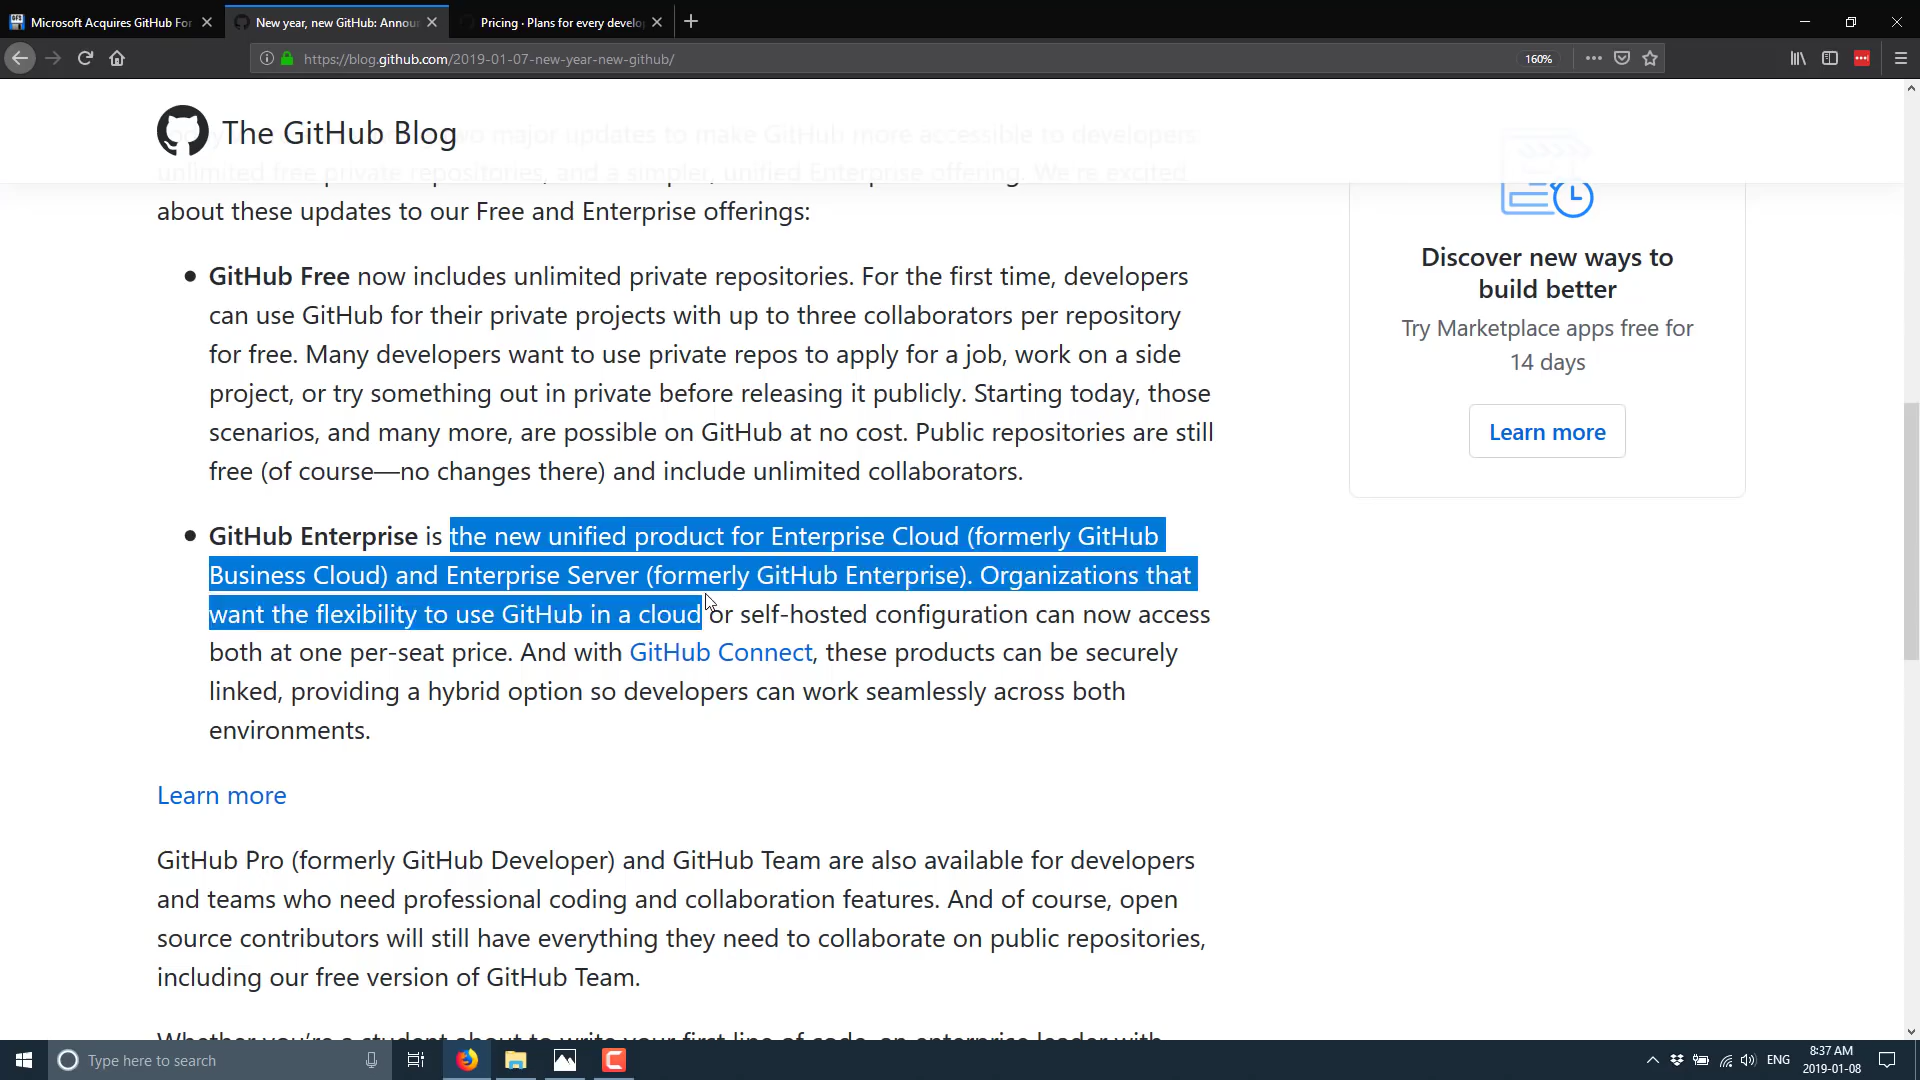 Microsoft Acquires GitHub For
New year, new GitHub: Annou
Pricing · Plans for every develo
https://blog.github.com/2019-01-07-new-year-new-github/
160%
The GitHub Blog
two major updates to make GitHub more accessible to developers
unlimited free private repositories, and a simpler, unified Enterprise offering. We're excited
about these updates to our Free and Enterprise offerings:
• GitHub Free now includes unlimited private repositories. For the first time, developers
can use GitHub for their private projects with up to three collaborators per repository
for free. Many developers want to use private repos to apply for a job, work on a side
project, or try something out in private before releasing it publicly. Starting today, those
scenarios, and many more, are possible on GitHub at no cost. Public repositories are still
free (of course—no changes there) and include unlimited collaborators.
• GitHub Enterprise is the new unified product for Enterprise Cloud (formerly GitHub
Business Cloud) and Enterprise Server (formerly GitHub Enterprise). Organizations that
want the flexibility to use GitHub in a cloud or self-hosted configuration can now access
both at one per-seat price. And with GitHub Connect, these products can be securely
linked, providing a hybrid option so developers can work seamlessly across both
environments.
Learn more
GitHub Pro (formerly GitHub Developer) and GitHub Team are also available for developers
and teams who need professional coding and collaboration features. And of course, open
source contributors will still have everything they need to collaborate on public repositories,
including our free version of GitHub Team.
Whether you're a student about to write your first line of code, an enterprise leader with
Discover new ways to
build better
Try Marketplace apps free for
14 days
Learn more
Type here to search
ENG
8:37 AM
2019-01-08